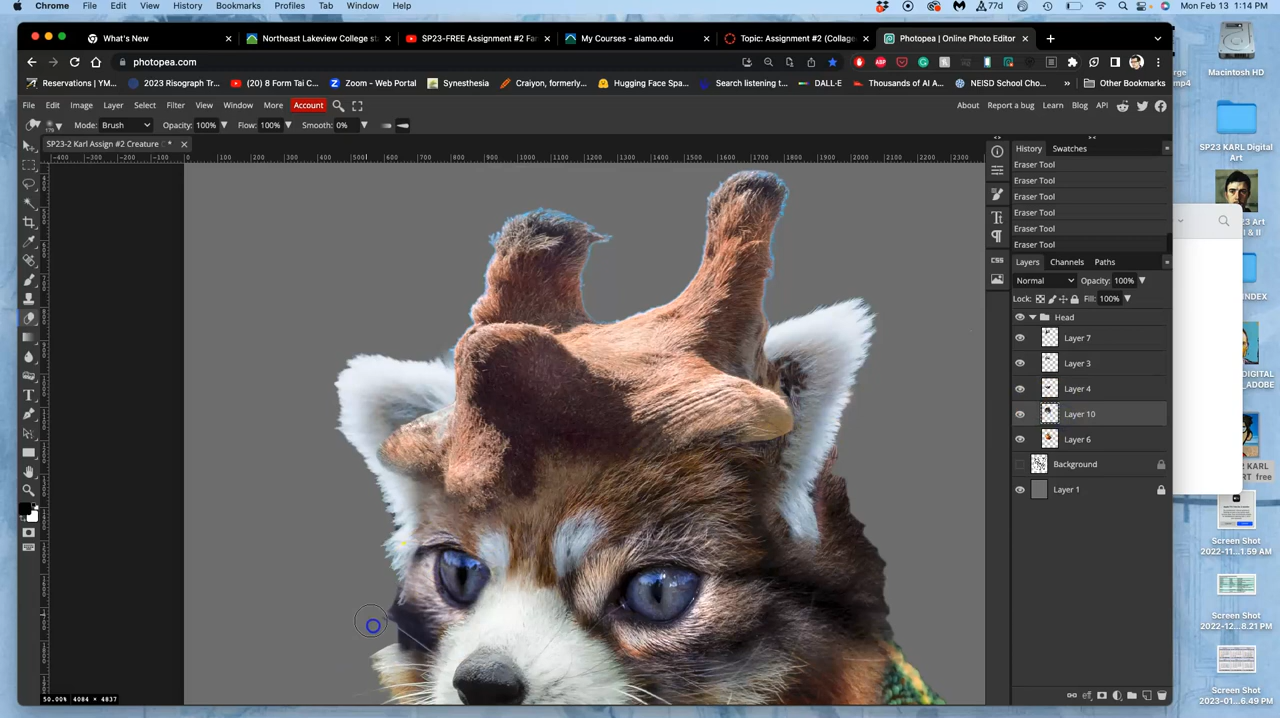 Chrome File Edit View History Bookmarks Profiles Tab Window Help 77d Mon Feb 13 1:14 PM
What's New Northeast Lakeview College st SP23-FREE Assignment #2 Fan My Courses - alamo.edu Topic: Assignment #2 (Collage Photopea | Online Photo Editor
photopea.com
Reservations | YM... 2023 Risograph Tr... (20) 8 Form Tai C... Zoom - Web Portal Synesthesia Craiyon, formerly... Hugging Face Spa... Search listening t... DALL-E American Art Forum NEISD School Cho... Other Bookmarks
File Edit Image Layer Select Filter View Window More Account About Report a bug Learn Blog API
Mode: Brush Opacity: 100% Flow: 100% Smooth: 0%
SP23-2 Karl Assign #2 Creature *
History Swatches
Eraser Tool
Eraser Tool
Eraser Tool
Eraser Tool
Eraser Tool
Eraser Tool
Layers Channels Paths
Normal Opacity: 100%
Lock: Fill: 100%
Head
Layer 7
Layer 3
Layer 4
Layer 10
Layer 6
Background
Layer 1
50.00% 4084 × 4837
CSS
Macintosh HD
SP23 KARL Digital Art
INDEX
Screen Shot 2022-11...1.59 AM
Screen Shot 2022-12...8.21 PM
Screen Shot 2023-01...6.49 PM